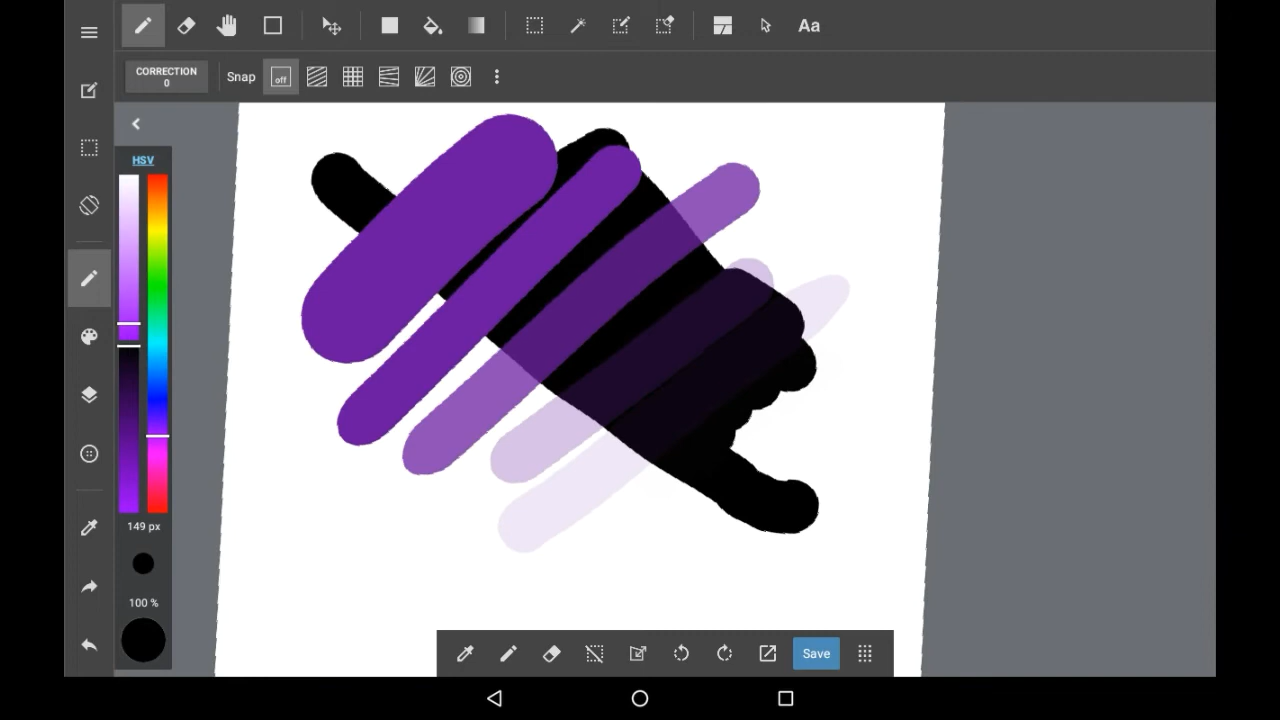 Aa
CORRECTION
0
Snap
off
HSV
149 px
100 %
Save